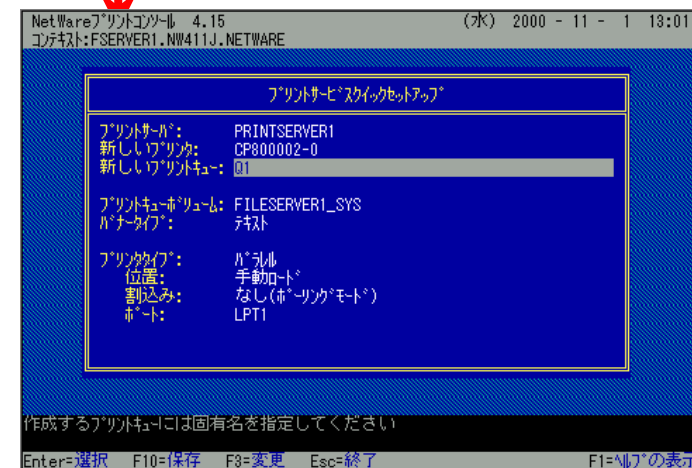 NetWareﾌﾟﾘﾝﾄｺﾝｿｰﾙ 4.15 (水) 2000 - 11 - 1 13:01
ｺﾝﾃｷｽﾄ:FSERVER1.NW411J.NETWARE
ﾌﾟﾘﾝﾄｻｰﾋﾞｽｸｲｯｸｾｯﾄｱｯﾌﾟ
ﾌﾟﾘﾝﾄｻｰﾊﾞ: PRINTSERVER1
新しいﾌﾟﾘﾝﾀ: CP800002-0
新しいﾌﾟﾘﾝﾄｷｭｰ: Q1
ﾌﾟﾘﾝﾄｷｭｰﾎﾞﾘｭｰﾑ: FILESERVER1_SYS
ﾊﾞﾅｰﾀｲﾌﾟ: ﾃｷｽﾄ
ﾌﾟﾘﾝﾀﾀｲﾌﾟ: ﾊﾟﾗﾚﾙ
位置: 手動ﾛｰﾄﾞ
割込み: なし(ﾎﾟｰﾘﾝｸﾞﾓｰﾄﾞ)
ﾎﾟｰﾄ: LPT1
作成するﾌﾟﾘﾝﾄｷｭｰには固有名を指定してください
Enter=選択 F10=保存 F3=変更 Esc=終了 F1=ﾍﾙﾌﾟの表示